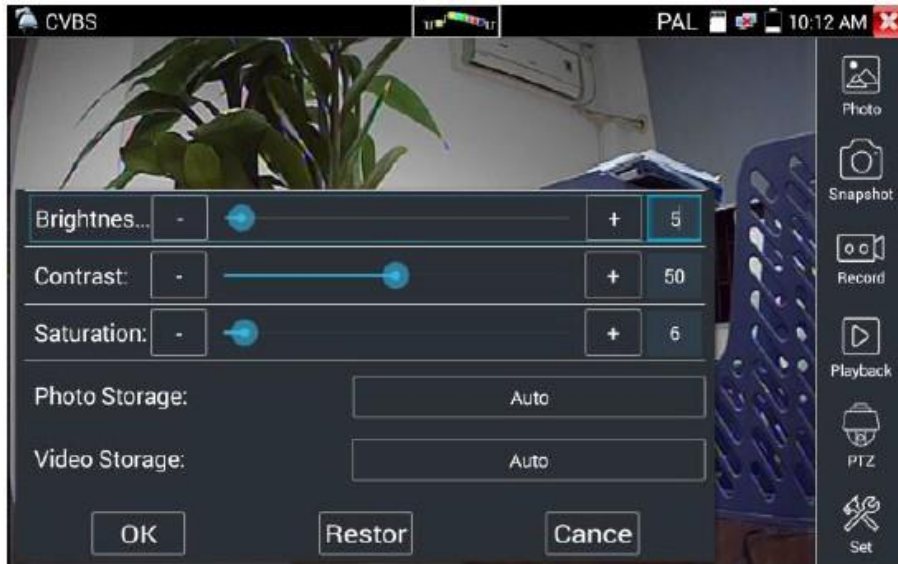 CVBS
PAL 10:12 AM
Photo
Snapshot
Record
Playback
PTZ
Set
Brightnes... - + 5
Contrast: - + 50
Saturation: - + 6
Photo Storage: Auto
Video Storage: Auto
OK Restor Cance